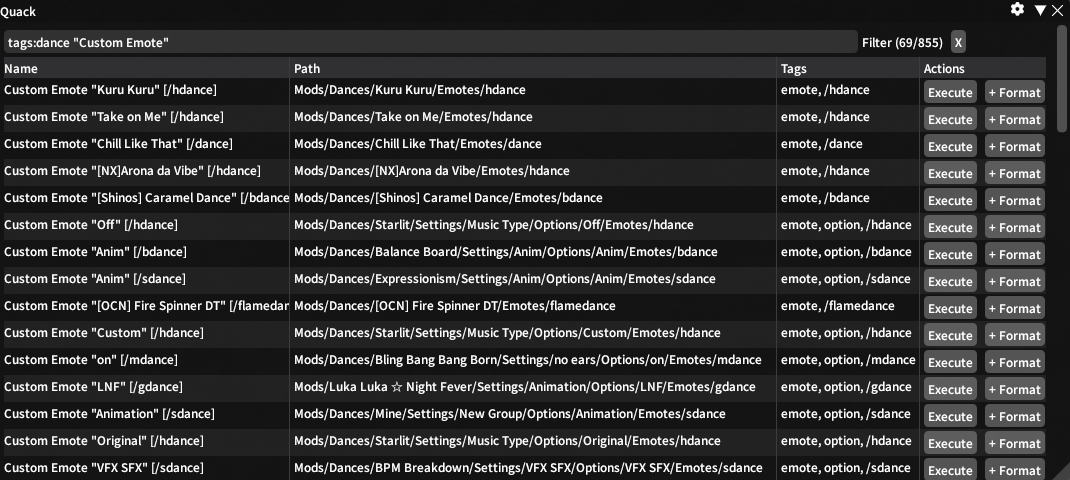 Quack
tags:dance "Custom Emote" Filter (69/855) X
Name Path Tags Actions
Custom Emote "Kuru Kuru" [/hdance] Mods/Dances/Kuru Kuru/Emotes/hdance emote, /hdance Execute + Format
Custom Emote "Take on Me" [/hdance] Mods/Dances/Take on Me/Emotes/hdance emote, /hdance Execute + Format
Custom Emote "Chill Like That" [/dance] Mods/Dances/Chill Like That/Emotes/dance emote, /dance Execute + Format
Custom Emote "[NX]Arona da Vibe" [/hdance] Mods/Dances/[NX]Arona da Vibe/Emotes/hdance emote, /hdance Execute + Format
Custom Emote "[Shinos] Caramel Dance" [/bdance Mods/Dances/[Shinos] Caramel Dance/Emotes/bdance emote, /bdance Execute + Format
Custom Emote "Off" [/hdance] Mods/Dances/Starlit/Settings/Music Type/Options/Off/Emotes/hdance emote, option, /hdance Execute + Format
Custom Emote "Anim" [/bdance] Mods/Dances/Balance Board/Settings/Anim/Options/Anim/Emotes/bdance emote, option, /bdance Execute + Format
Custom Emote "Anim" [/sdance] Mods/Dances/Expressionism/Settings/Anim/Options/Anim/Emotes/sdance emote, option, /sdance Execute + Format
Custom Emote "[OCN] Fire Spinner DT" [/flamedan Mods/Dances/[OCN] Fire Spinner DT/Emotes/flamedance emote, /flamedance Execute + Format
Custom Emote "Custom" [/hdance] Mods/Dances/Starlit/Settings/Music Type/Options/Custom/Emotes/hdance emote, option, /hdance Execute + Format
Custom Emote "on" [/mdance] Mods/Dances/Bling Bang Bang Born/Settings/no ears/Options/on/Emotes/mdance emote, option, /mdance Execute + Format
Custom Emote "LNF" [/gdance] Mods/Luka Luka ☆ Night Fever/Settings/Animation/Options/LNF/Emotes/gdance emote, option, /gdance Execute + Format
Custom Emote "Animation" [/sdance] Mods/Dances/Mine/Settings/New Group/Options/Animation/Emotes/sdance emote, option, /sdance Execute + Format
Custom Emote "Original" [/hdance] Mods/Dances/Starlit/Settings/Music Type/Options/Original/Emotes/hdance emote, option, /hdance Execute + Format
Custom Emote "VFX SFX" [/sdance] Mods/Dances/BPM Breakdown/Settings/VFX SFX/Options/VFX SFX/Emotes/sdance emote, option, /sdance Execute + Format